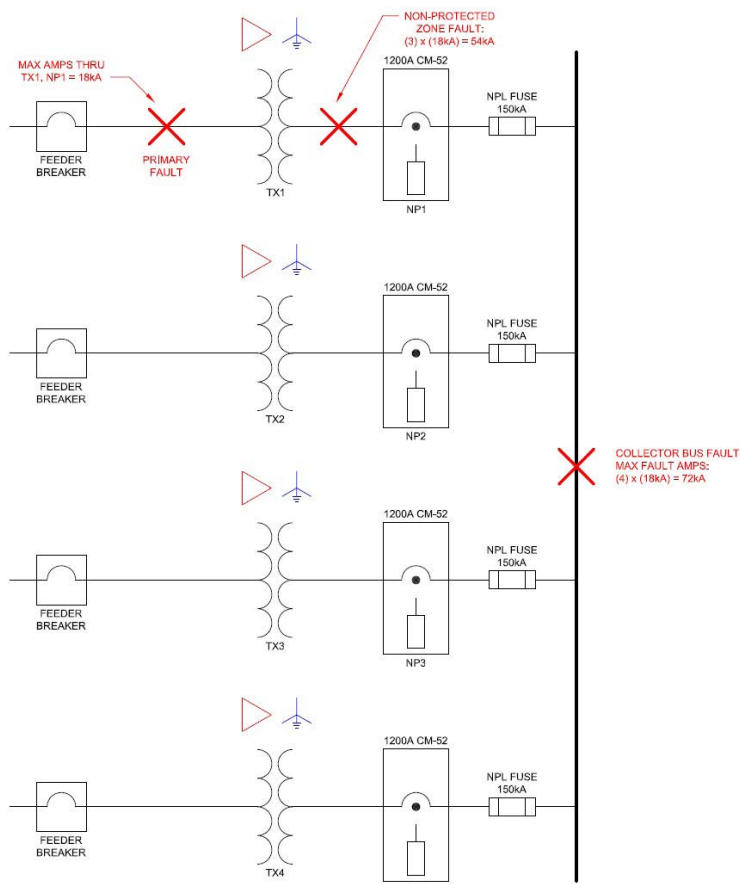 NON-PROTECTED
ZONE FAULT:
(3) x (18kA) = 54kA
MAX AMPS THRU
TX1, NP1 = 18kA
1200A CM-52
NPL FUSE
150kA
FEEDER
BREAKER
PRIMARY
FAULT
TX1
NP1
1200A CM-52
NPL FUSE
150kA
FEEDER
BREAKER
TX2
NP2
COLLECTOR BUS FAULT
MAX FAULT AMPS:
(4) x (18kA) = 72kA
1200A CM-52
NPL FUSE
150kA
FEEDER
BREAKER
TX3
NP3
1200A CM-52
NPL FUSE
150kA
FEEDER
BREAKER
TX4